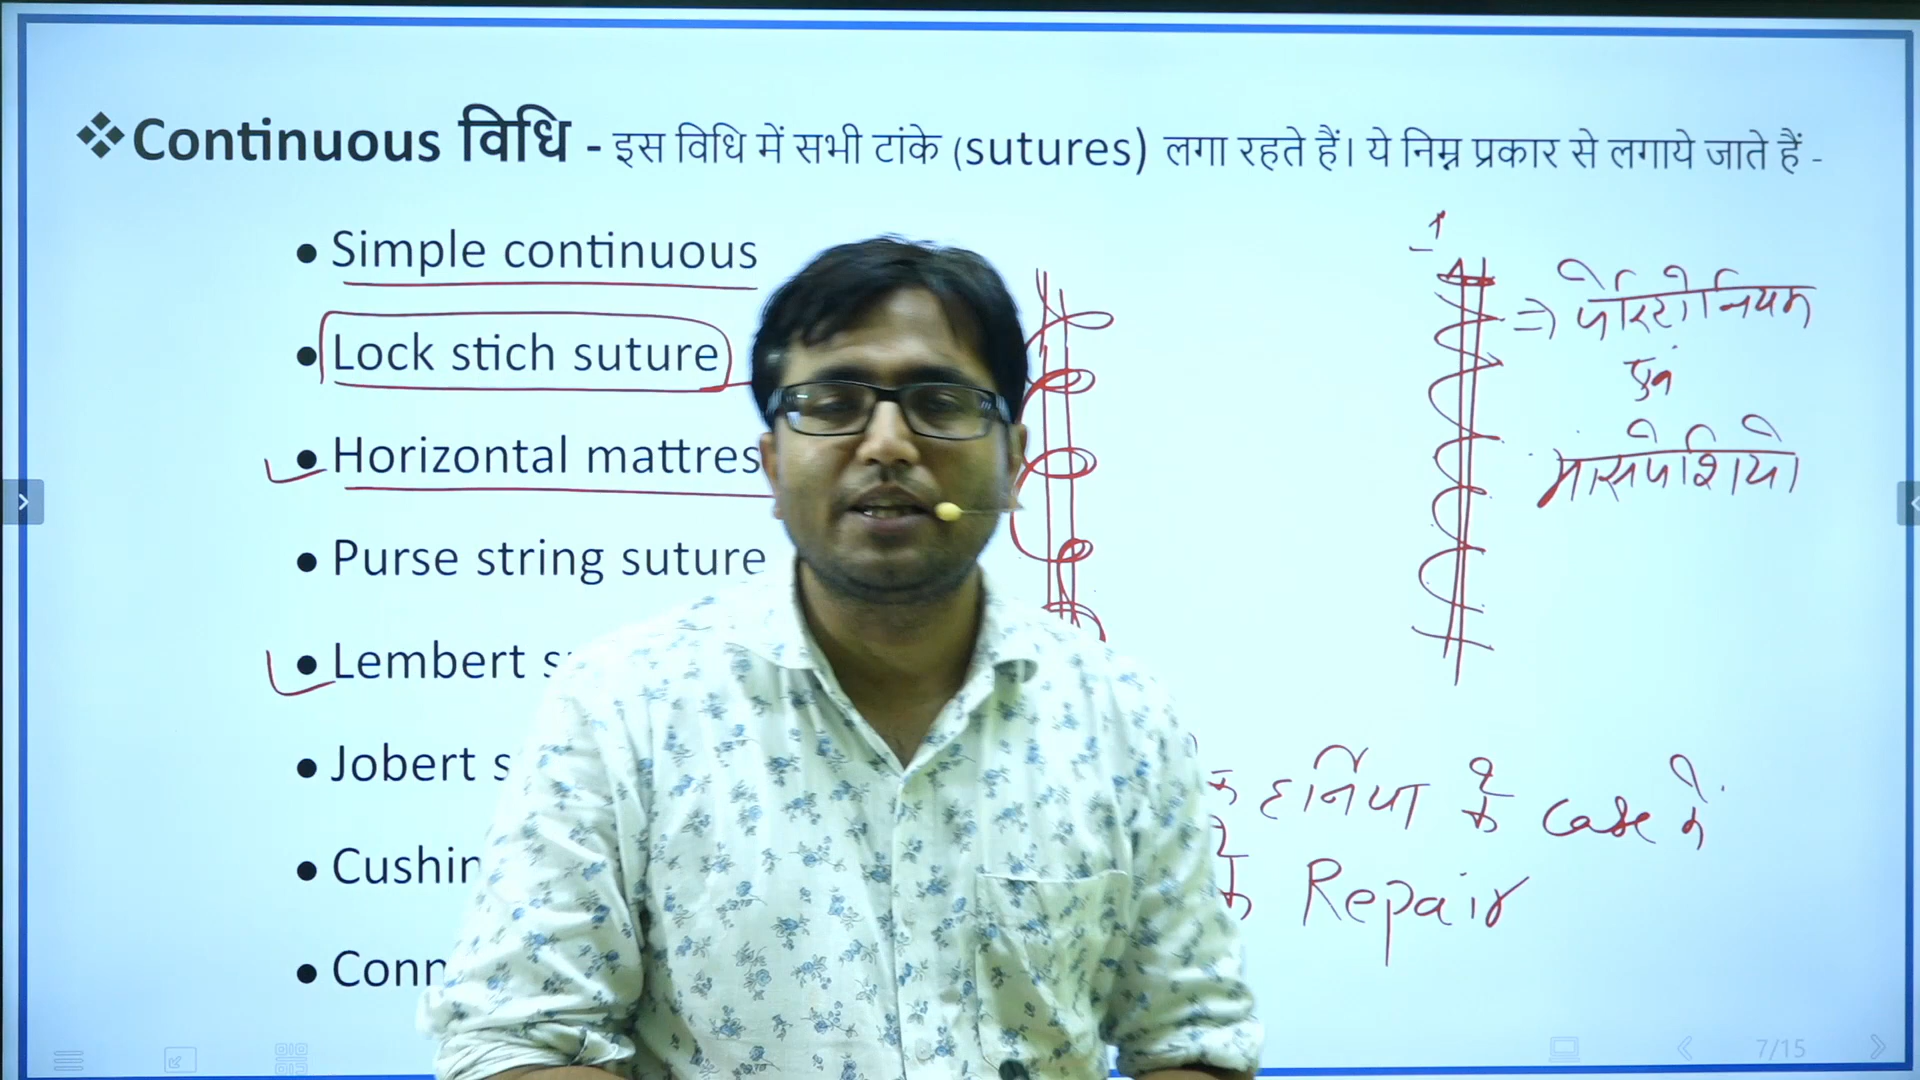 ❖Continuous विधि - इस विधि में सभी टांके (sutures) लगा रहते हैं। ये निम्न प्रकार से लगाये जाते हैं -
• Simple continuous
• Lock stich suture
• Horizontal mattres
• Purse string suture
• Lembert s
• Jobert s
• Cushin
• Conn
1
⇒ पेरिटोनियम
एवं
मांसपेशियो
के हर्निया के case में
के Repair
7/15